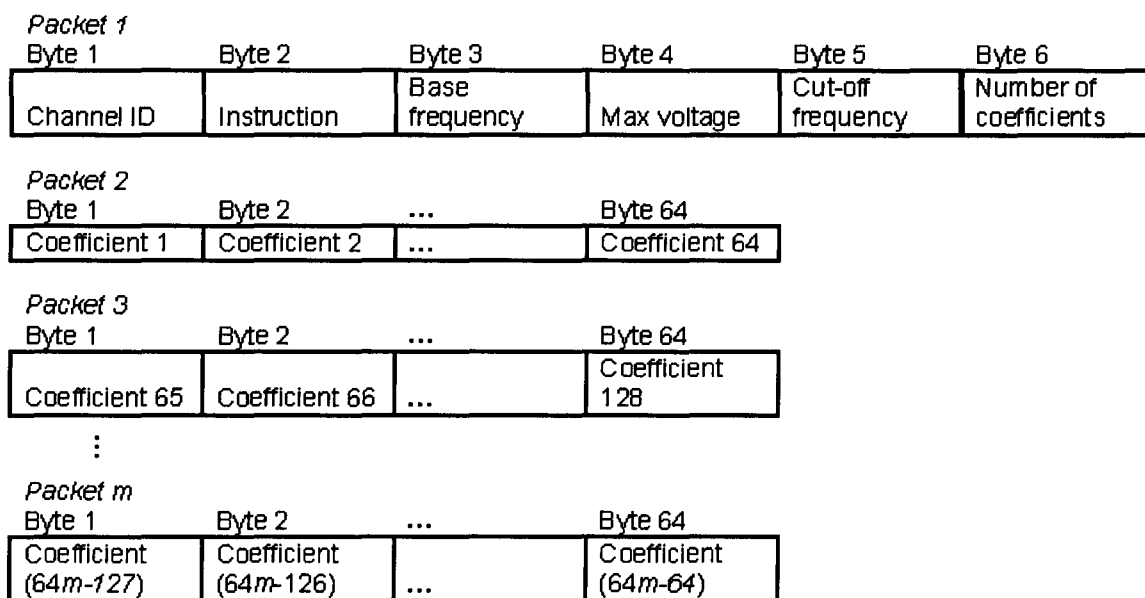 Packet 1
Byte 1 Byte 2 Byte 3 Byte 4 Byte 5 Byte 6
Channel ID Instruction Base frequency Max voltage Cut-off frequency Number of coefficients
Packet 2
Byte 1 Byte 2 ... Byte 64
Coefficient 1 Coefficient 2 ... Coefficient 64
Packet 3
Byte 1 Byte 2 ... Byte 64
Coefficient 65 Coefficient 66 ... Coefficient 128
⋮
Packet m
Byte 1 Byte 2 ... Byte 64
Coefficient (64m-127) Coefficient (64m-126) ... Coefficient (64m-64)